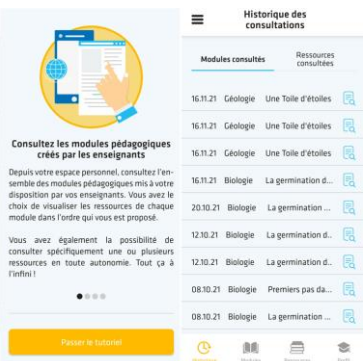 Consultez les modules pédagogiques
créés par les enseignants
Depuis votre espace personnel, consultez l'en-
semble des modules pédagogiques mis à votre
disposition par vos enseignants. Vous avez le
choix de visualiser les ressources de chaque
module dans l'ordre qui vous est proposé.
Vous avez également la possibilité de
consulter spécifiquement une ou plusieurs
ressources en toute autonomie. Tout ça à
l'infini !
Passer le tutoriel
Historique des
consultations
Modules consultés
Ressources
consultées
16.11.21 Géologie Une Toile d'étoiles
16.11.21 Géologie Une Toile d'étoiles
16.11.21 Géologie Une Toile d'étoiles
16.11.21 Biologie La germination d...
20.10.21 Biologie La germination ...
12.10.21 Biologie La germination d..
12.10.21 Biologie La germination d..
08.10.21 Biologie Premiers pas da...
08.10.21 Biologie La germination ...